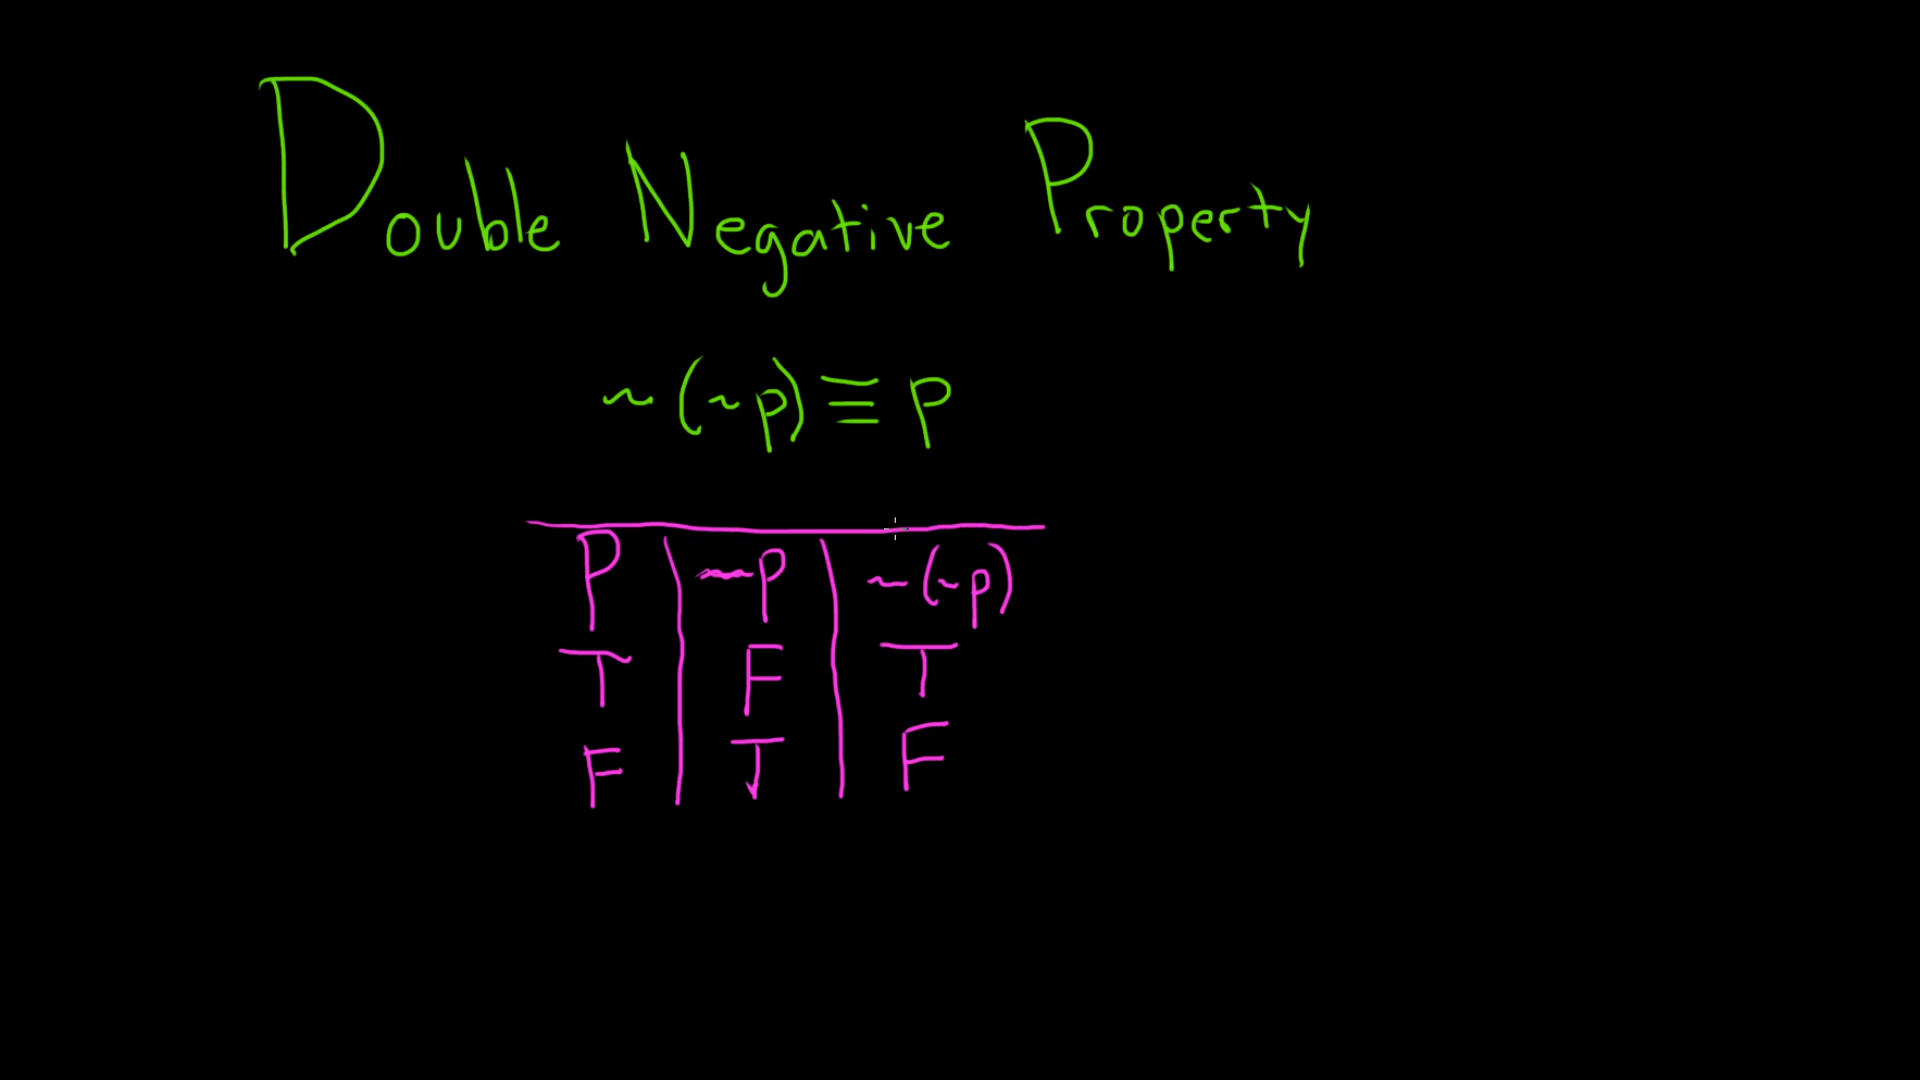 Double Negative Property
~(~p) ≡ p
P | ~p | ~(~p)
T | F | T
F | T | F